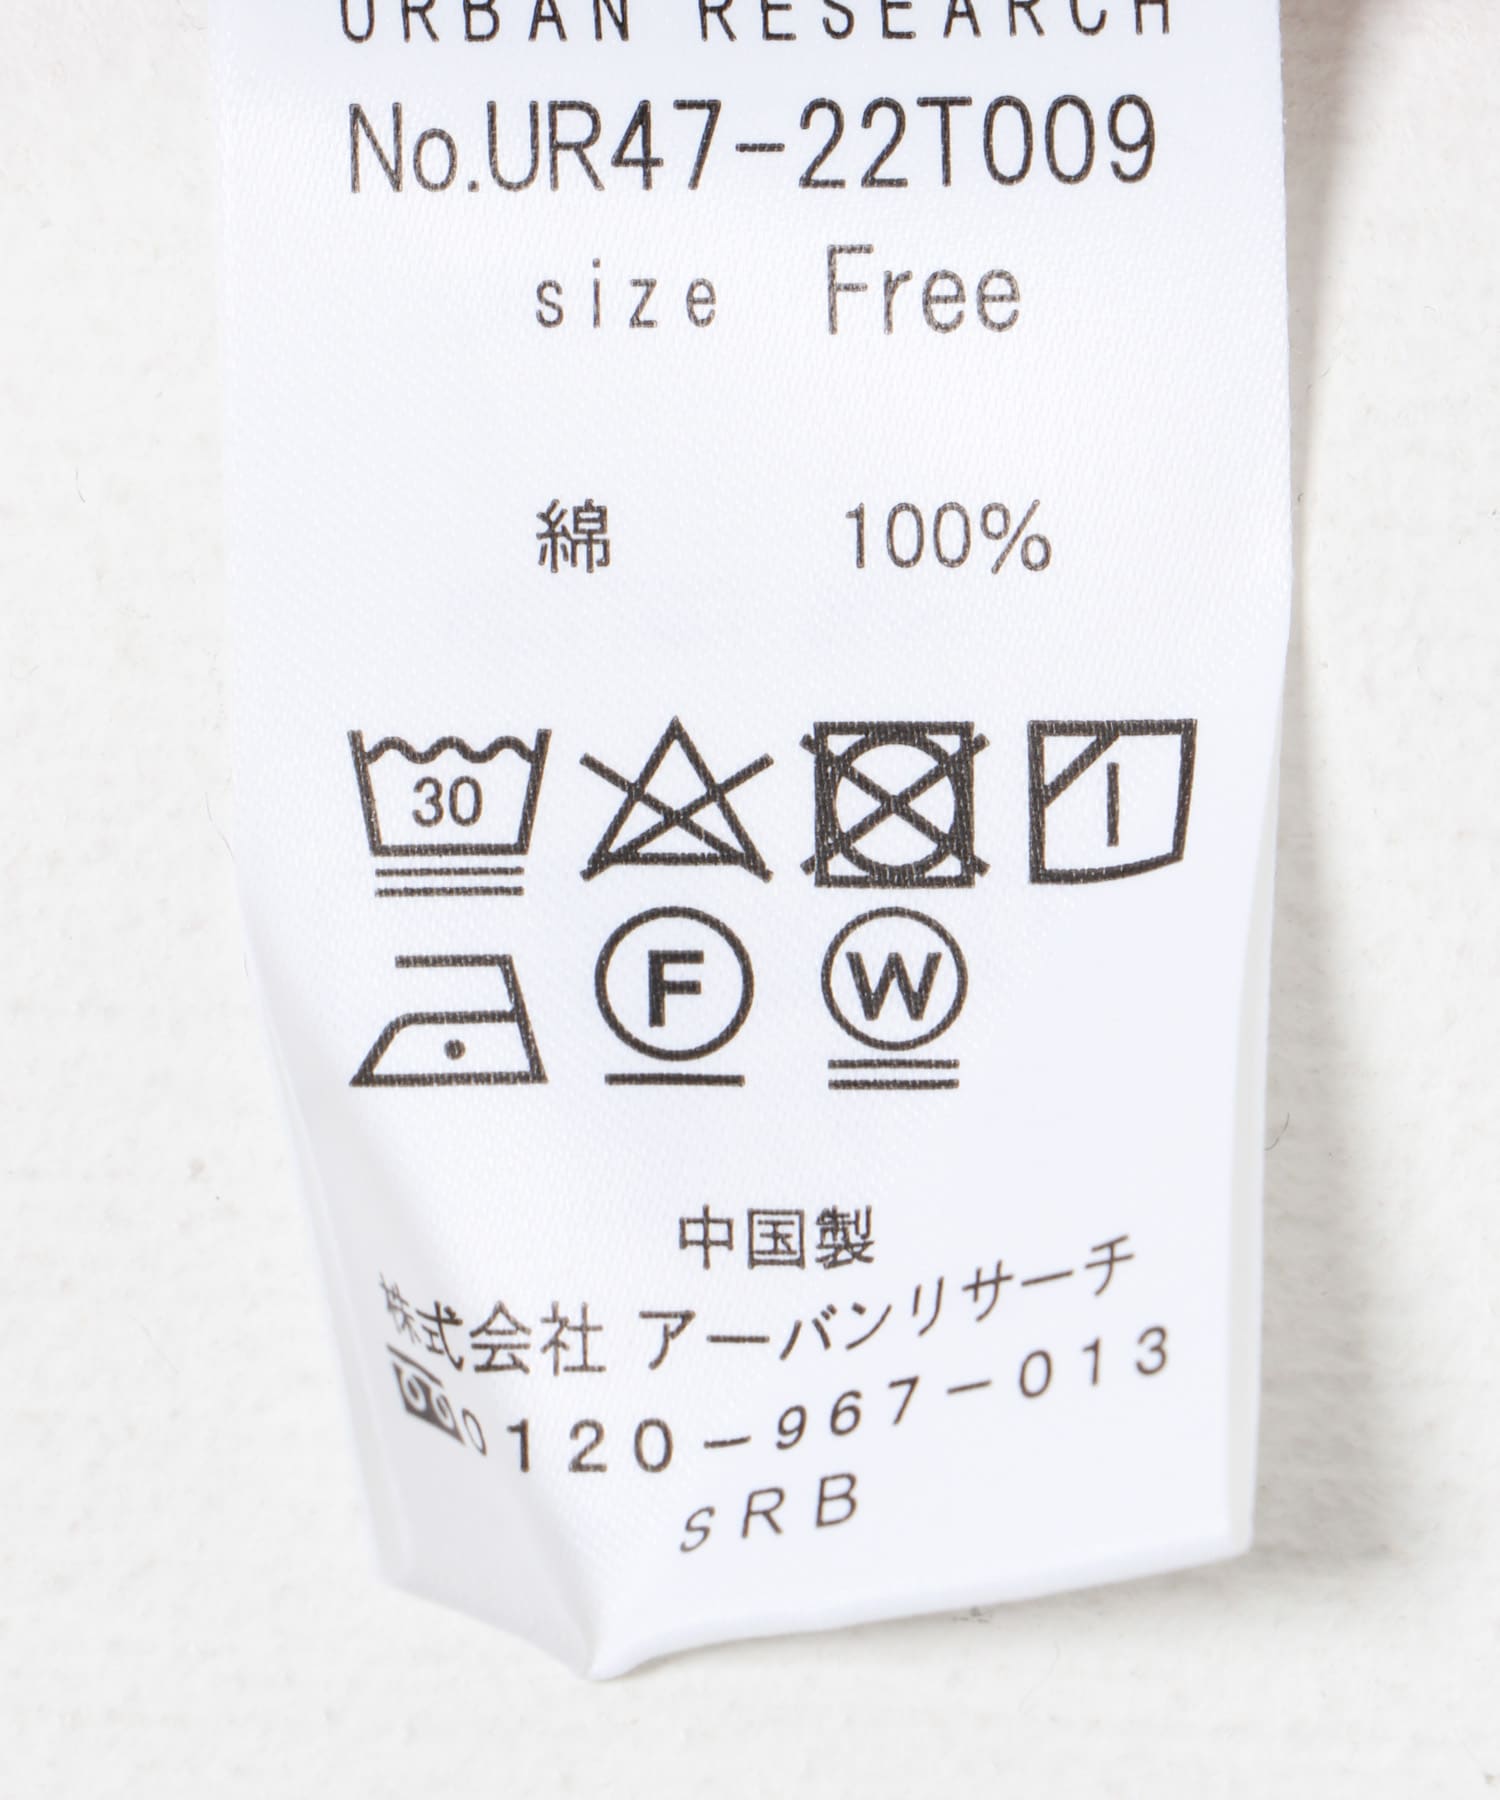 URBAN RESEARCH
No.UR47-22T009
size Free
綿 100%
30
F W
中国製
株式会社 アーバンリサーチ
0120-967-013
SRB